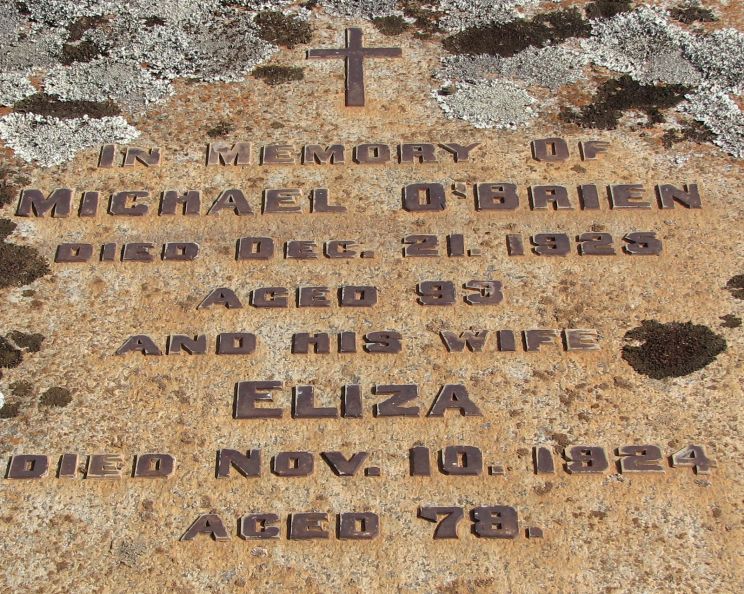 IN MEMORY OF
MICHAEL O'BRIEN
DIED DEC. 21. 1925
AGED 93
AND HIS WIFE
ELIZA
DIED NOV. 10. 1924
AGED 78.